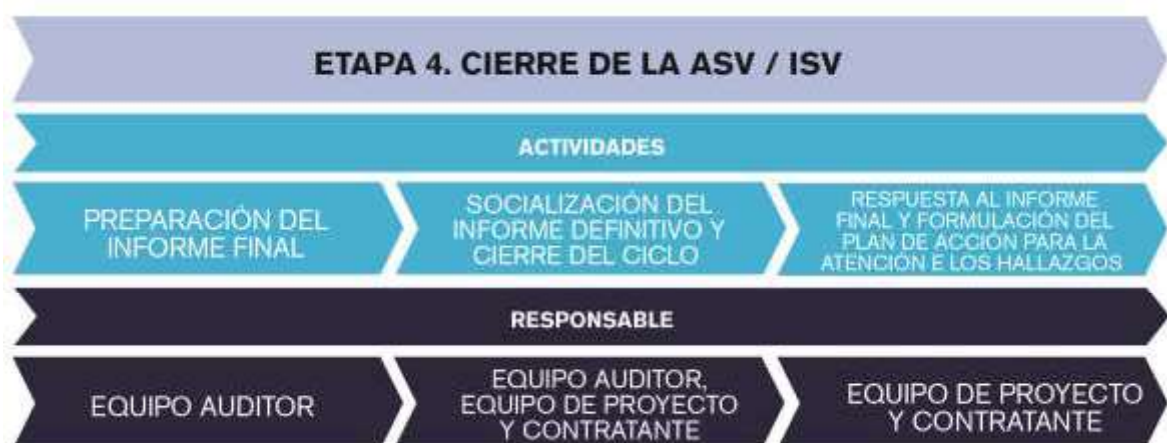 ETAPA 4. CIERRE DE LA ASV / ISV
ACTIVIDADES
PREPARACIÓN DEL
INFORME FINAL
SOCIALIZACIÓN DEL
INFORME DEFINITIVO Y
CIERRE DEL CICLO
RESPUESTA AL INFORME
FINAL Y FORMULACIÓN DEL
PLAN DE ACCIÓN PARA LA
ATENCIÓN E LOS HALLAZGOS
RESPONSABLE
EQUIPO AUDITOR
EQUIPO AUDITOR,
EQUIPO DE PROYECTO
Y CONTRATANTE
EQUIPO DE PROYECTO
Y CONTRATANTE